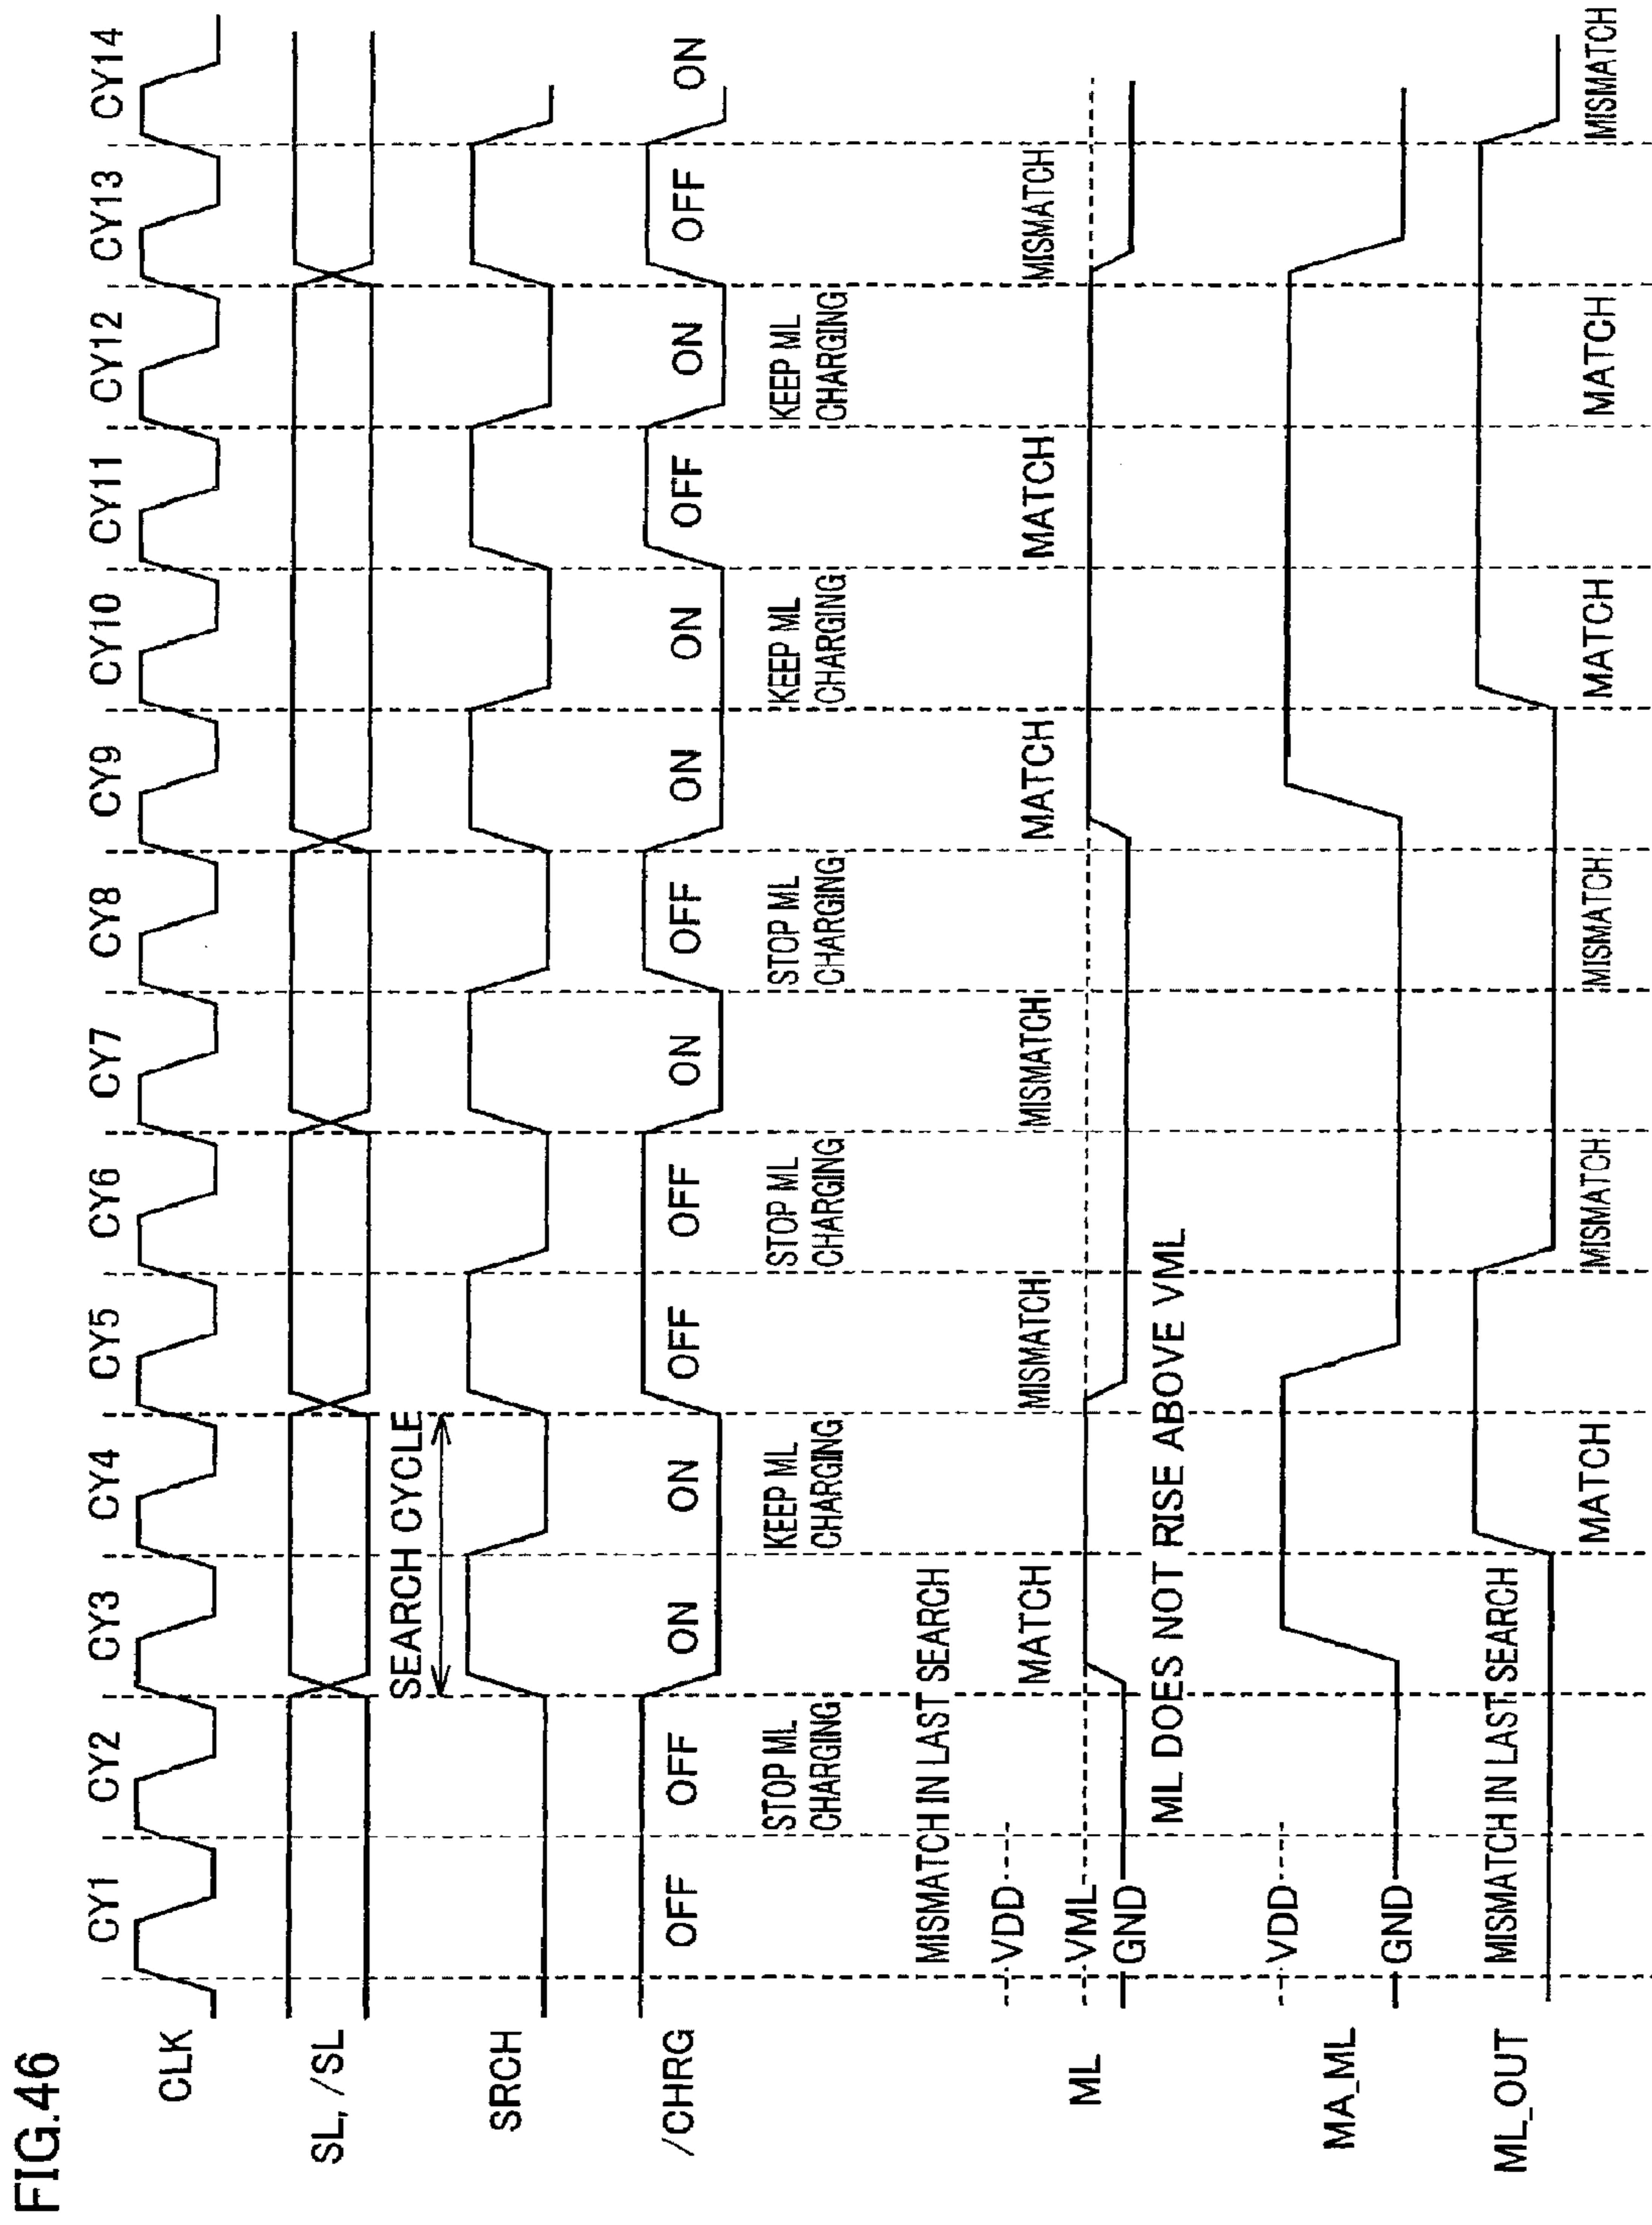 FIG.46
CY1 CY2 CY3 CY4 CY5 CY6 CY7 CY8 CY9 CY10 CY11 CY12 CY13 CY14
CLK
SL, /SL
SEARCH CYCLE
SRCH
/CHRG
OFF OFF ON ON OFF OFF ON OFF ON ON OFF ON OFF ON
STOP ML CHARGING
KEEP ML CHARGING
STOP ML CHARGING
STOP ML CHARGING
KEEP ML CHARGING
KEEP ML CHARGING
MISMATCH IN LAST SEARCH
VDD
MATCH MISMATCH MISMATCH MATCH MATCH MISMATCH
ML
VML
GND
ML DOES NOT RISE ABOVE VML
MA_ML
VDD
GND
MISMATCH IN LAST SEARCH
ML_OUT
MATCH MISMATCH MISMATCH MATCH MATCH MISMATCH